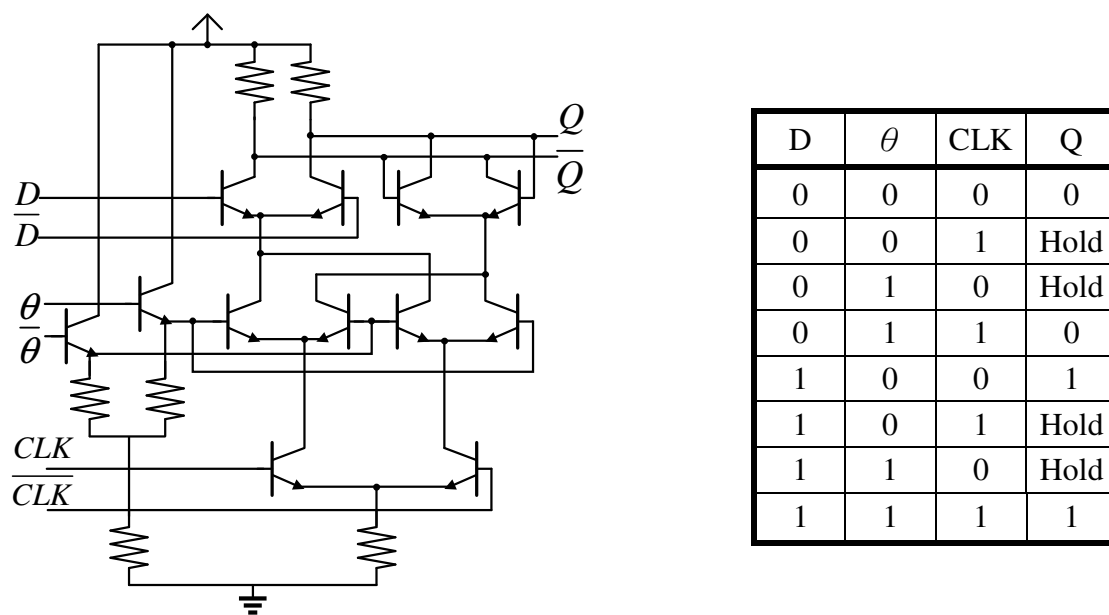 Q
Q̅
D
D̅
θ
θ̅
CLK
C̅L̅K̅
D θ CLK Q
0 0 0 0
0 0 1 Hold
0 1 0 Hold
0 1 1 0
1 0 0 1
1 0 1 Hold
1 1 0 Hold
1 1 1 1